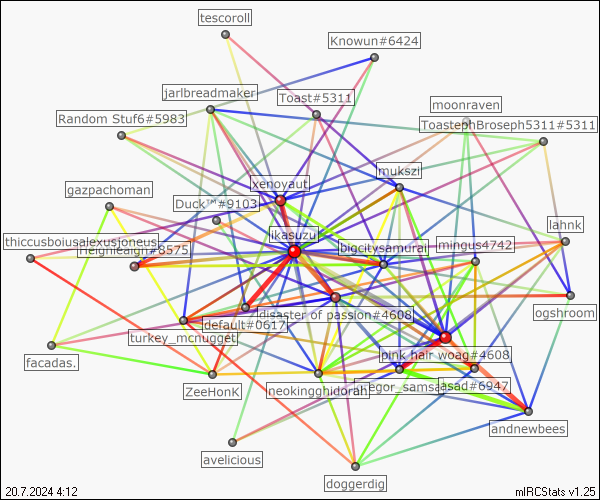 tescoroll
Knowun#6424
jarlbreadmaker
Toast#5311
moonraven
Random Stuf6#5983
ToastephBroseph5311#5311
mukszi
xenoyaut
gazpachoman
Duck™#9103
lahnk
ikasuzu
thiccusboiusalexusjoneus
bigcitysamurai
mingus4742
#8575
ogshroom
disaster of passion#4608
default#0617
turkey_mcnugget
pink hair woag#4608
facadas.
ZeeHonK
neokingghidorah
asad#6947
andnewbees
avelicious
doggerdig
20.7.2024 4:12
mIRCStats v1.25